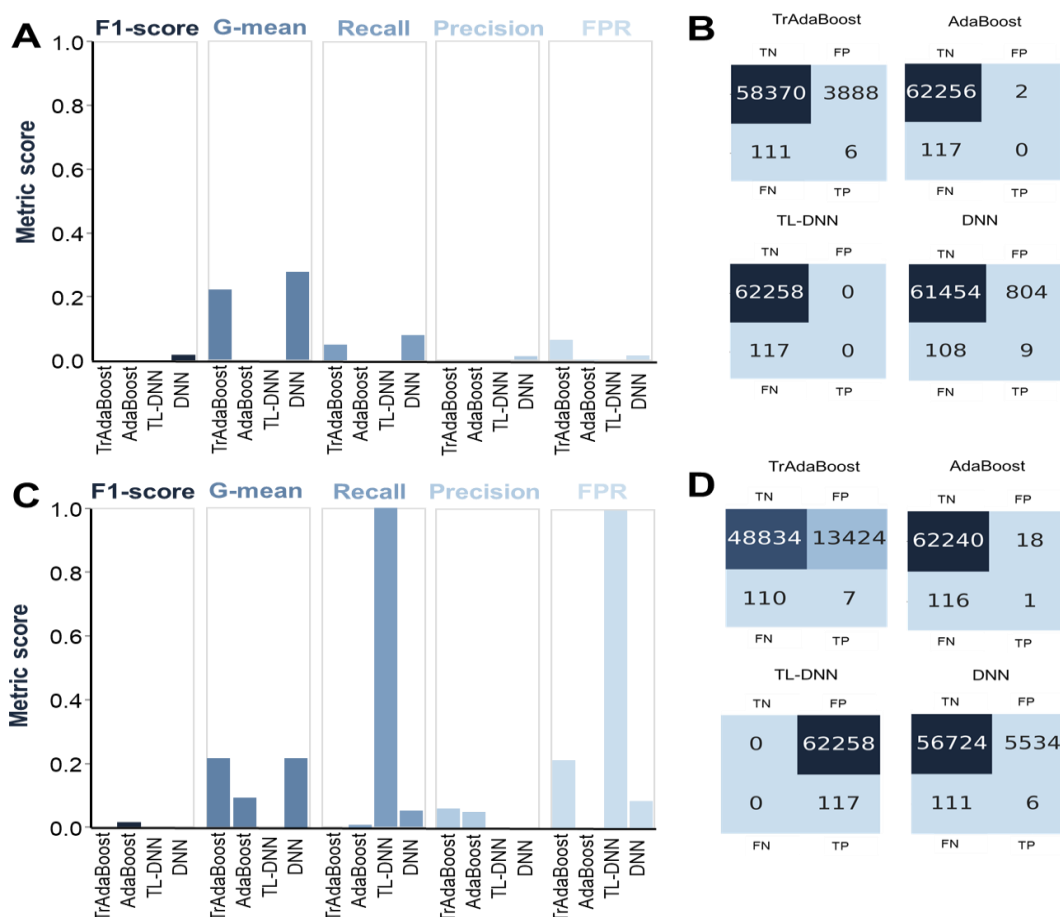 A
F1-score G-mean Recall Precision FPR
Metric score
1.0
0.8
0.6
0.4
0.2
0.0
TrAdaBoost AdaBoost TL-DNN DNN TrAdaBoost AdaBoost TL-DNN DNN TrAdaBoost AdaBoost TL-DNN DNN TrAdaBoost AdaBoost TL-DNN DNN TrAdaBoost AdaBoost TL-DNN DNN
B
TrAdaBoost AdaBoost
TN FP TN FP
58370 3888 62256 2
111 6 117 0
FN TP FN TP
TL-DNN DNN
TN FP TN FP
62258 0 61454 804
117 0 108 9
FN TP FN TP
C
F1-score G-mean Recall Precision FPR
Metric score
1.0
0.8
0.6
0.4
0.2
0.0
TrAdaBoost AdaBoost TL-DNN DNN TrAdaBoost AdaBoost TL-DNN DNN TrAdaBoost AdaBoost TL-DNN DNN TrAdaBoost AdaBoost TL-DNN DNN TrAdaBoost AdaBoost TL-DNN DNN
D
TrAdaBoost AdaBoost
TN FP TN FP
48834 13424 62240 18
110 7 116 1
FN TP FN TP
TL-DNN DNN
TN FP TN FP
0 62258 56724 5534
0 117 111 6
FN TP FN TP